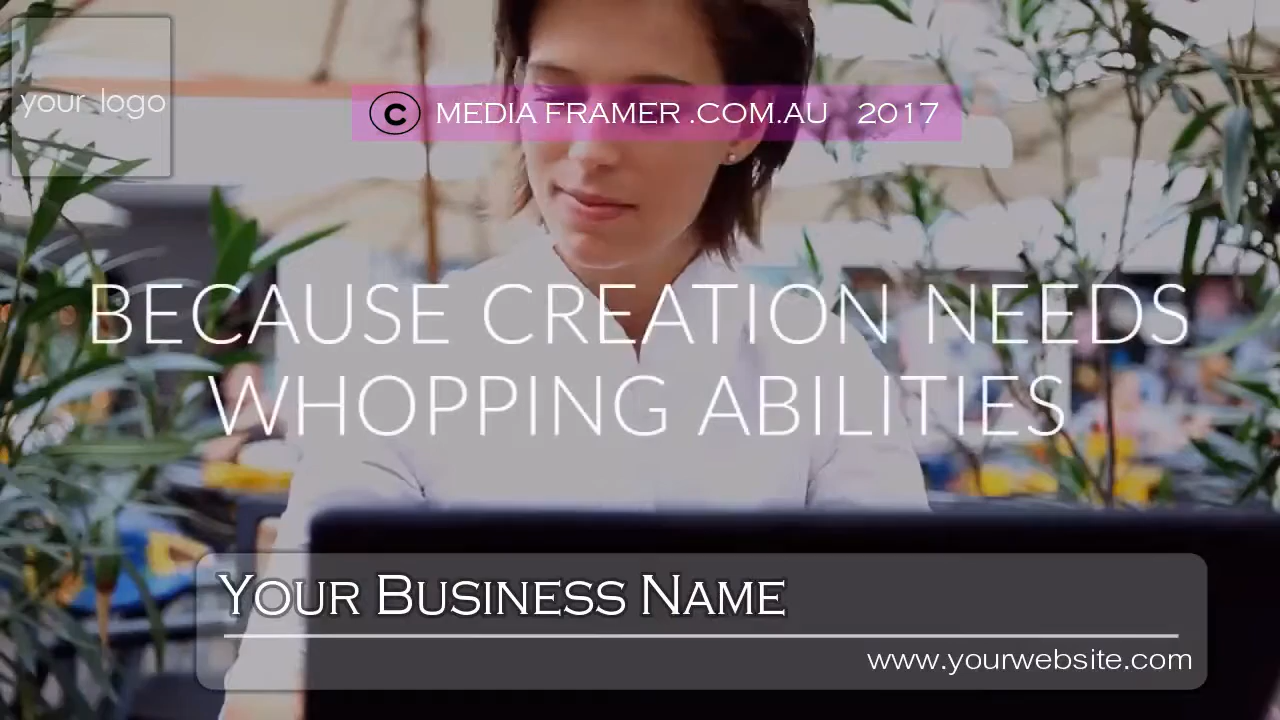 your logo
© MEDIA FRAMER .COM.AU 2017
BECAUSE CREATION NEEDS
WHOPPING ABILITIES
YOUR BUSINESS NAME
www.yourwebsite.com